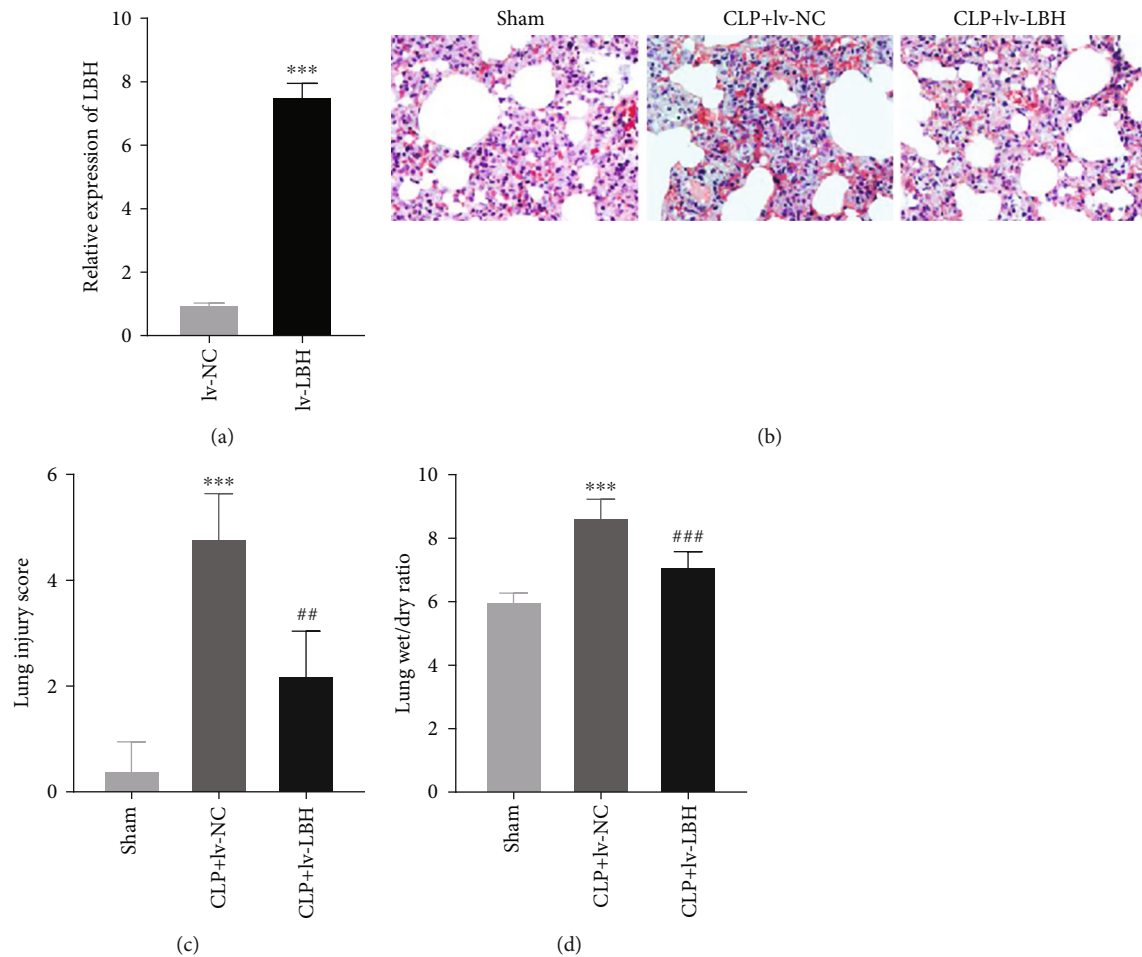 Relative expression of LBH
10
8
6
4
2
0
***
lv-NC
lv-LBH
(a)
Sham
CLP+lv-NC
CLP+lv-LBH
(b)
Lung injury score
6
4
2
0
***
##
Sham
CLP+lv-NC
CLP+lv-LBH
(c)
Lung wet/dry ratio
10
8
6
4
2
0
***
###
Sham
CLP+lv-NC
CLP+lv-LBH
(d)